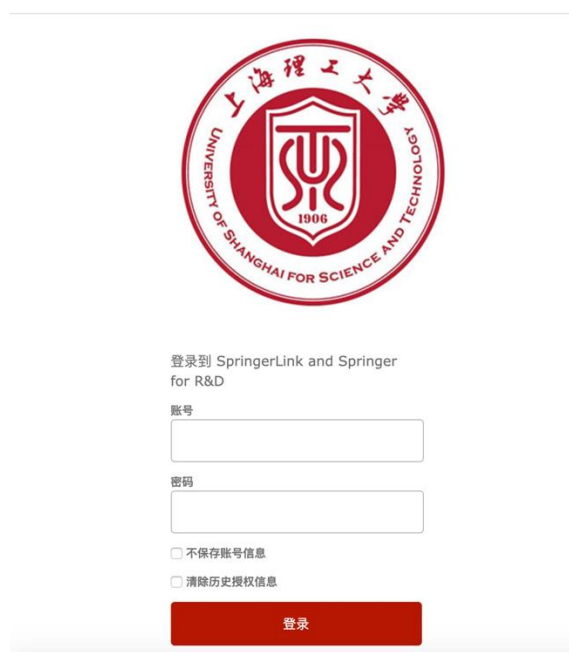 上海理工大学
UNIVERSITY OF SHANGHAI FOR SCIENCE AND TECHNOLOGY
1906
登录到 SpringerLink and Springer
for R&D
账号
密码
不保存账号信息
清除历史授权信息
登录